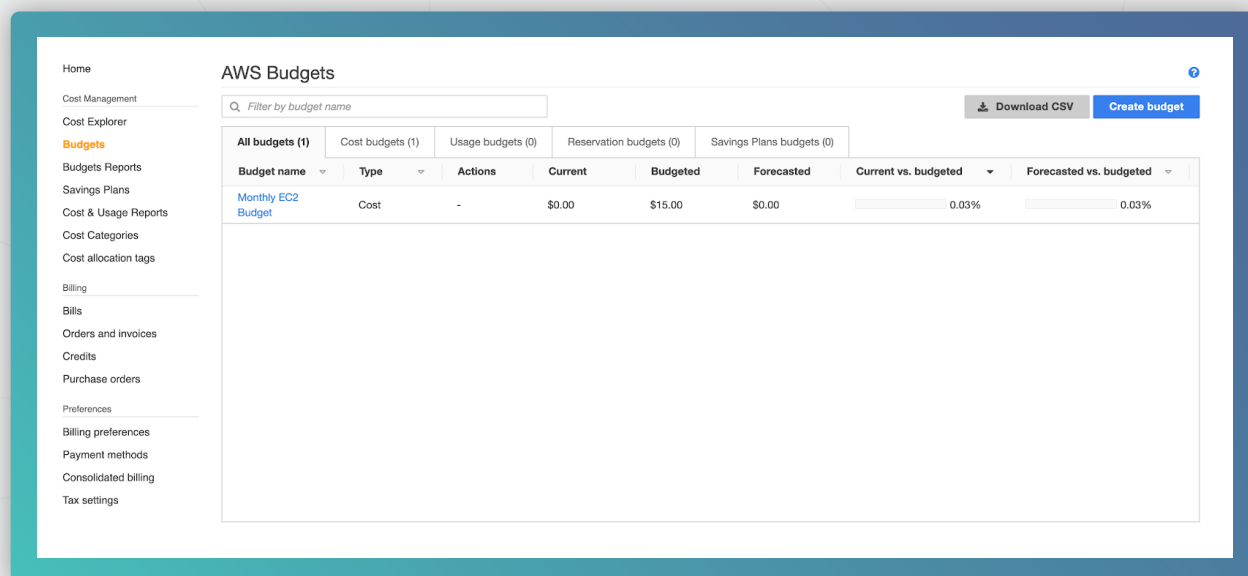 Home
Cost Management
Cost Explorer
Budgets
Budgets Reports
Savings Plans
Cost & Usage Reports
Cost Categories
Cost allocation tags
Billing
Bills
Orders and invoices
Credits
Purchase orders
Preferences
Billing preferences
Payment methods
Consolidated billing
Tax settings
AWS Budgets
?
Filter by budget name
Download CSV
Create budget
All budgets (1) Cost budgets (1) Usage budgets (0) Reservation budgets (0) Savings Plans budgets (0)
Budget name Type Actions Current Budgeted Forecasted Current vs. budgeted Forecasted vs. budgeted
Monthly EC2
Budget
Cost - $0.00 $15.00 $0.00 0.03% 0.03%